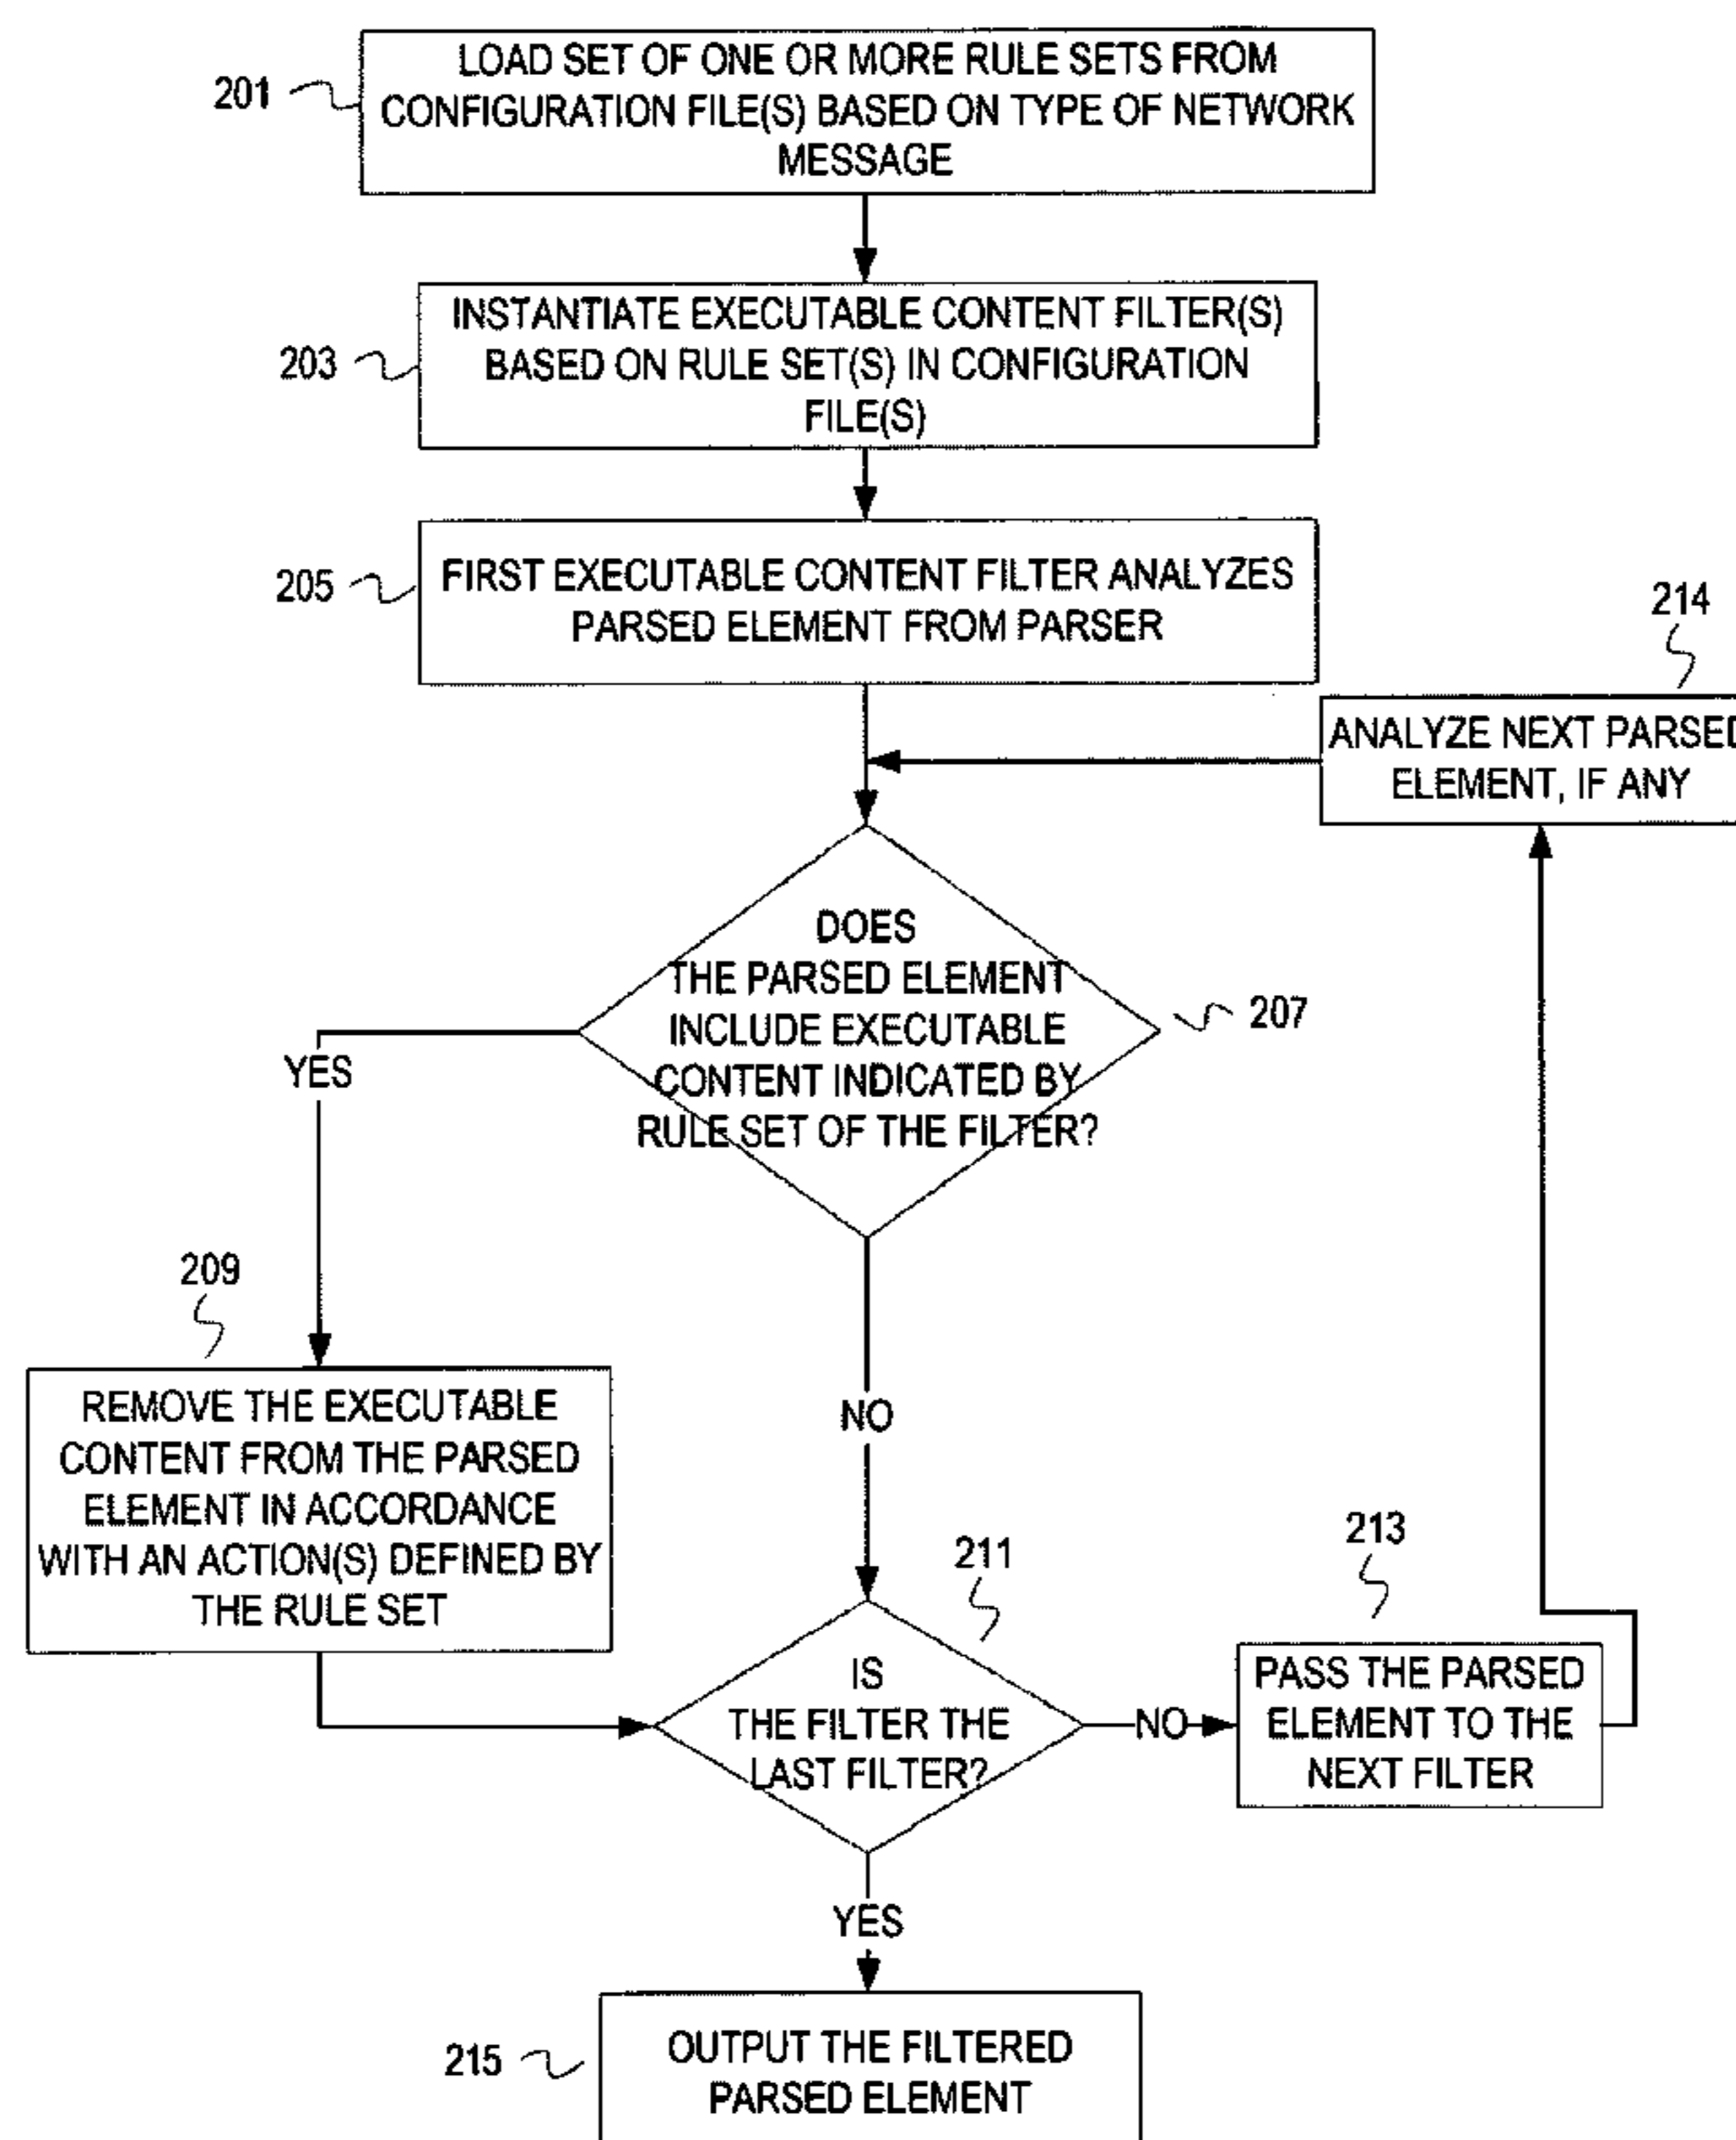 201
LOAD SET OF ONE OR MORE RULE SETS FROM
CONFIGURATION FILE(S) BASED ON TYPE OF NETWORK
MESSAGE
203
INSTANTIATE EXECUTABLE CONTENT FILTER(S)
BASED ON RULE SET(S) IN CONFIGURATION
FILE(S)
205
FIRST EXECUTABLE CONTENT FILTER ANALYZES
PARSED ELEMENT FROM PARSER
214
ANALYZE NEXT PARSED
ELEMENT, IF ANY
DOES
THE PARSED ELEMENT
INCLUDE EXECUTABLE
CONTENT INDICATED BY
RULE SET OF THE FILTER?
207
YES
209
REMOVE THE EXECUTABLE
CONTENT FROM THE PARSED
ELEMENT IN ACCORDANCE
WITH AN ACTION(S) DEFINED BY
THE RULE SET
NO
211
IS
THE FILTER THE
LAST FILTER?
NO
213
PASS THE PARSED
ELEMENT TO THE
NEXT FILTER
YES
215
OUTPUT THE FILTERED
PARSED ELEMENT